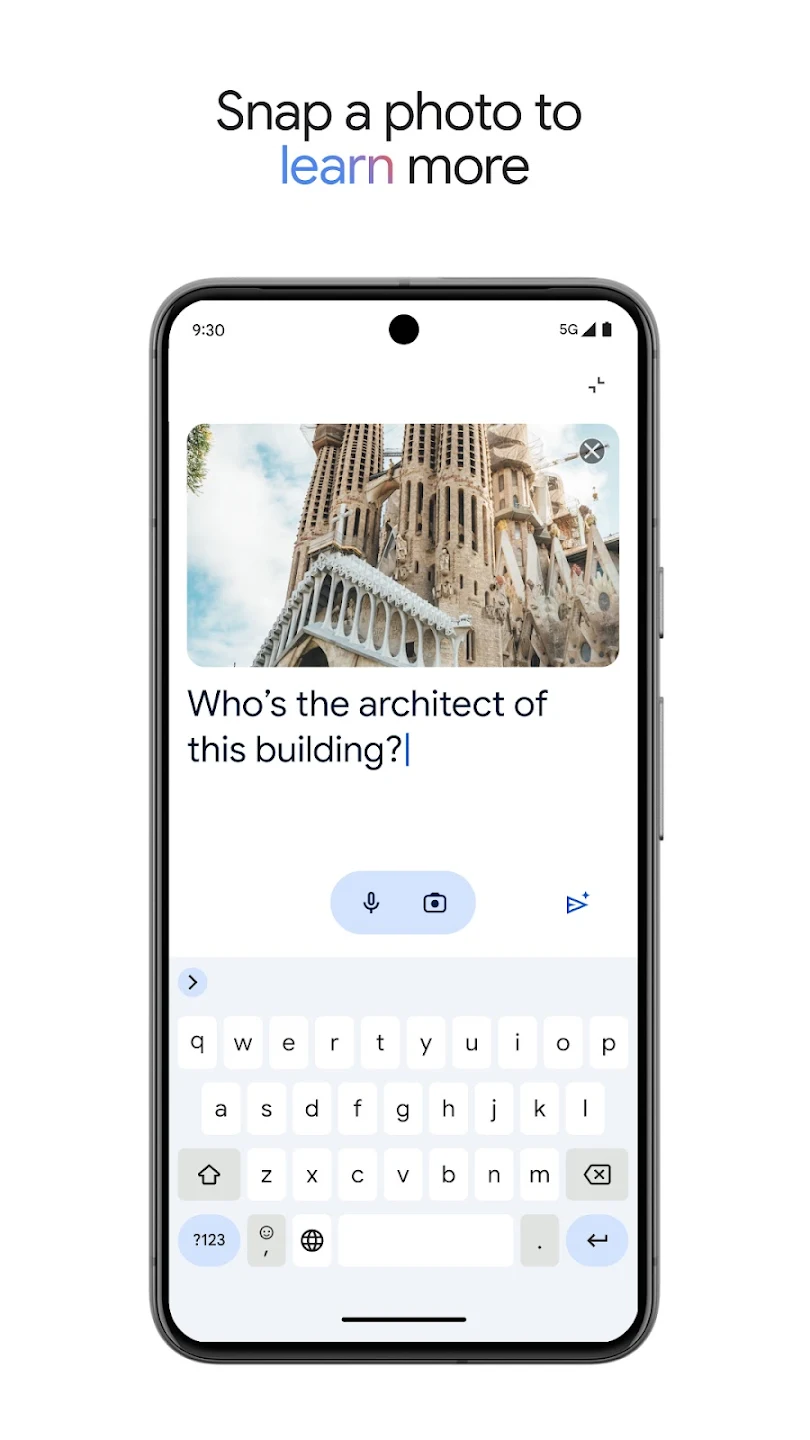 Snap a photo to
learn more
9:30
5G
Who's the architect of
this building?
q w e r t y u i o p
a s d f g h j k l
z x c v b n m
?123 , .